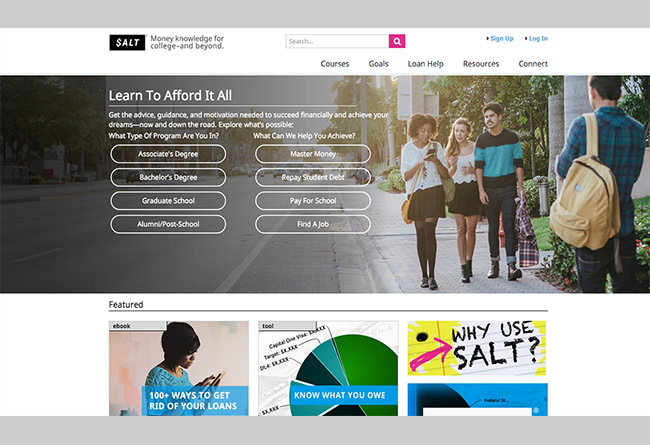 $ALT
Money knowledge for
college–and beyond.
Search...
Sign Up
Log In
Courses
Goals
Loan Help
Resources
Connect
Learn To Afford It All
Get the advice, guidance, and motivation needed to succeed financially and achieve your
dreams—now and down the road. Explore what's possible:
What Type Of Program Are You In?
Associate's Degree
Bachelor's Degree
Graduate School
Alumni/Post-School
What Can We Help You Achieve?
Master Money
Repay Student Debt
Pay For School
Find A Job
Featured
ebook
100+ WAYS TO GET
RID OF YOUR LOANS
tool
Capital One Visa: $X,XXX
Target: $X,XXX
DL4: $X,XXX
KNOW WHAT YOU OWE
$X,XXX
WHY USE
SALT?
Federal St...
®